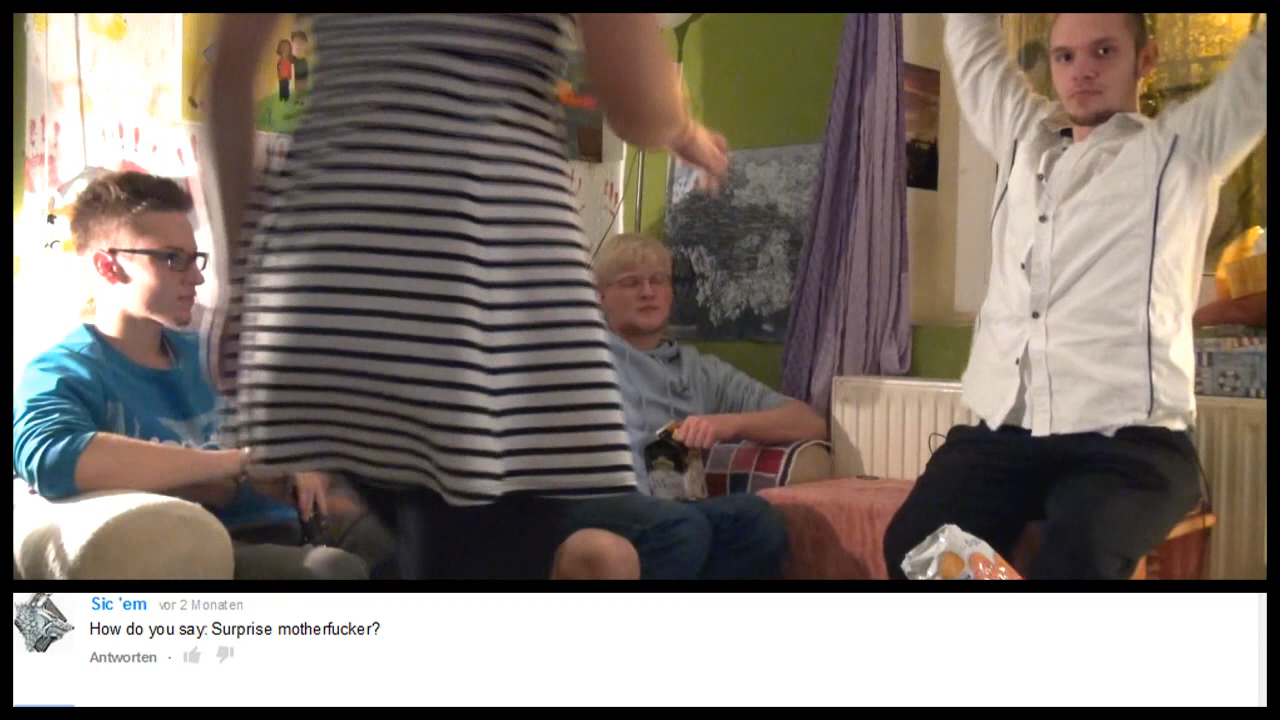 Sic 'em vor 2 Monaten
How do you say: Surprise motherfucker?
Antworten ·